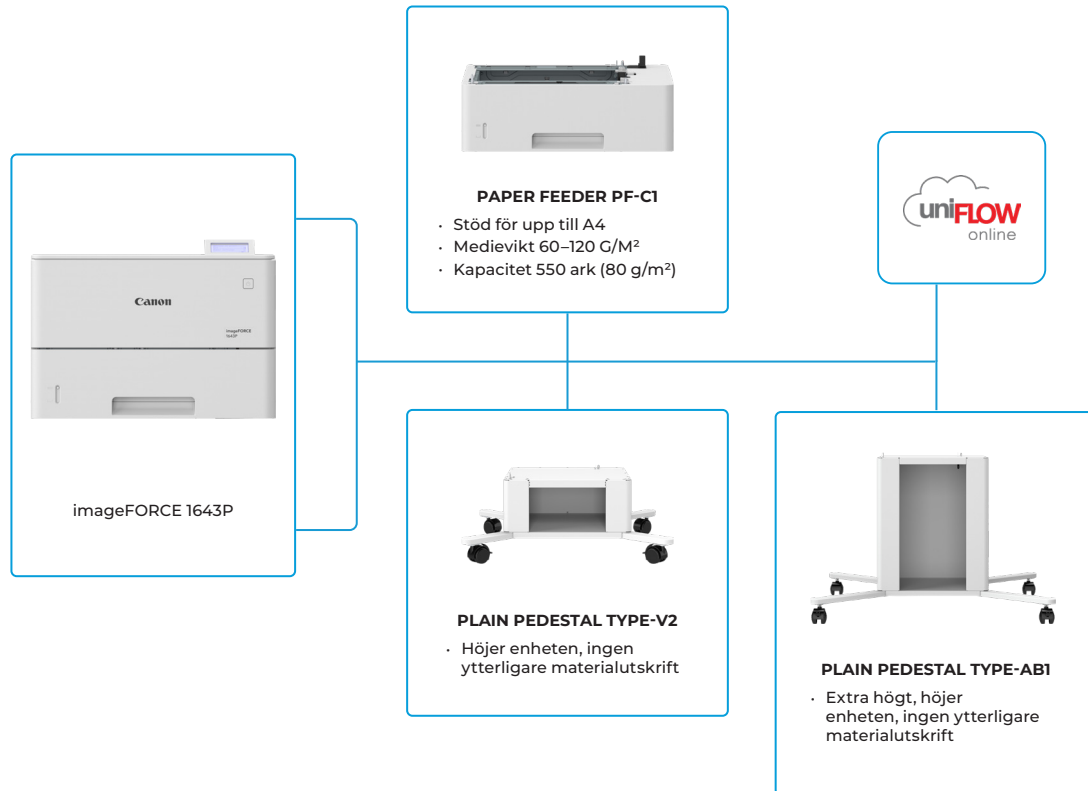 PAPER FEEDER PF-C1
· Stöd för upp till A4
· Medievikt 60–120 G/M²
· Kapacitet 550 ark (80 g/m²)
uniFLOW
online
Canon
imageFORCE
1643P
imageFORCE 1643P
PLAIN PEDESTAL TYPE-V2
· Höjer enheten, ingen
ytterligare materialutskrift
PLAIN PEDESTAL TYPE-AB1
· Extra högt, höjer
enheten, ingen ytterligare
materialutskrift